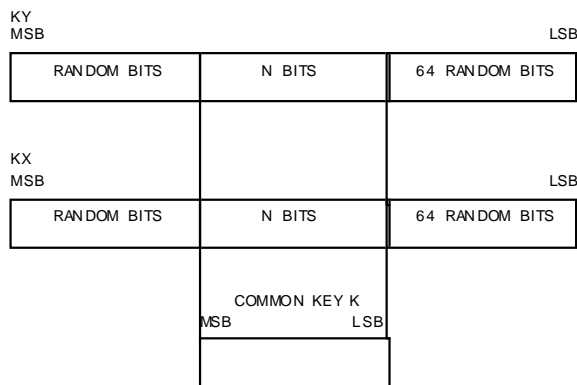 KY
MSB LSB
RANDOM BITS N BITS 64 RANDOM BITS
KX
MSB LSB
RANDOM BITS N BITS 64 RANDOM BITS
COMMON KEY K
MSB LSB